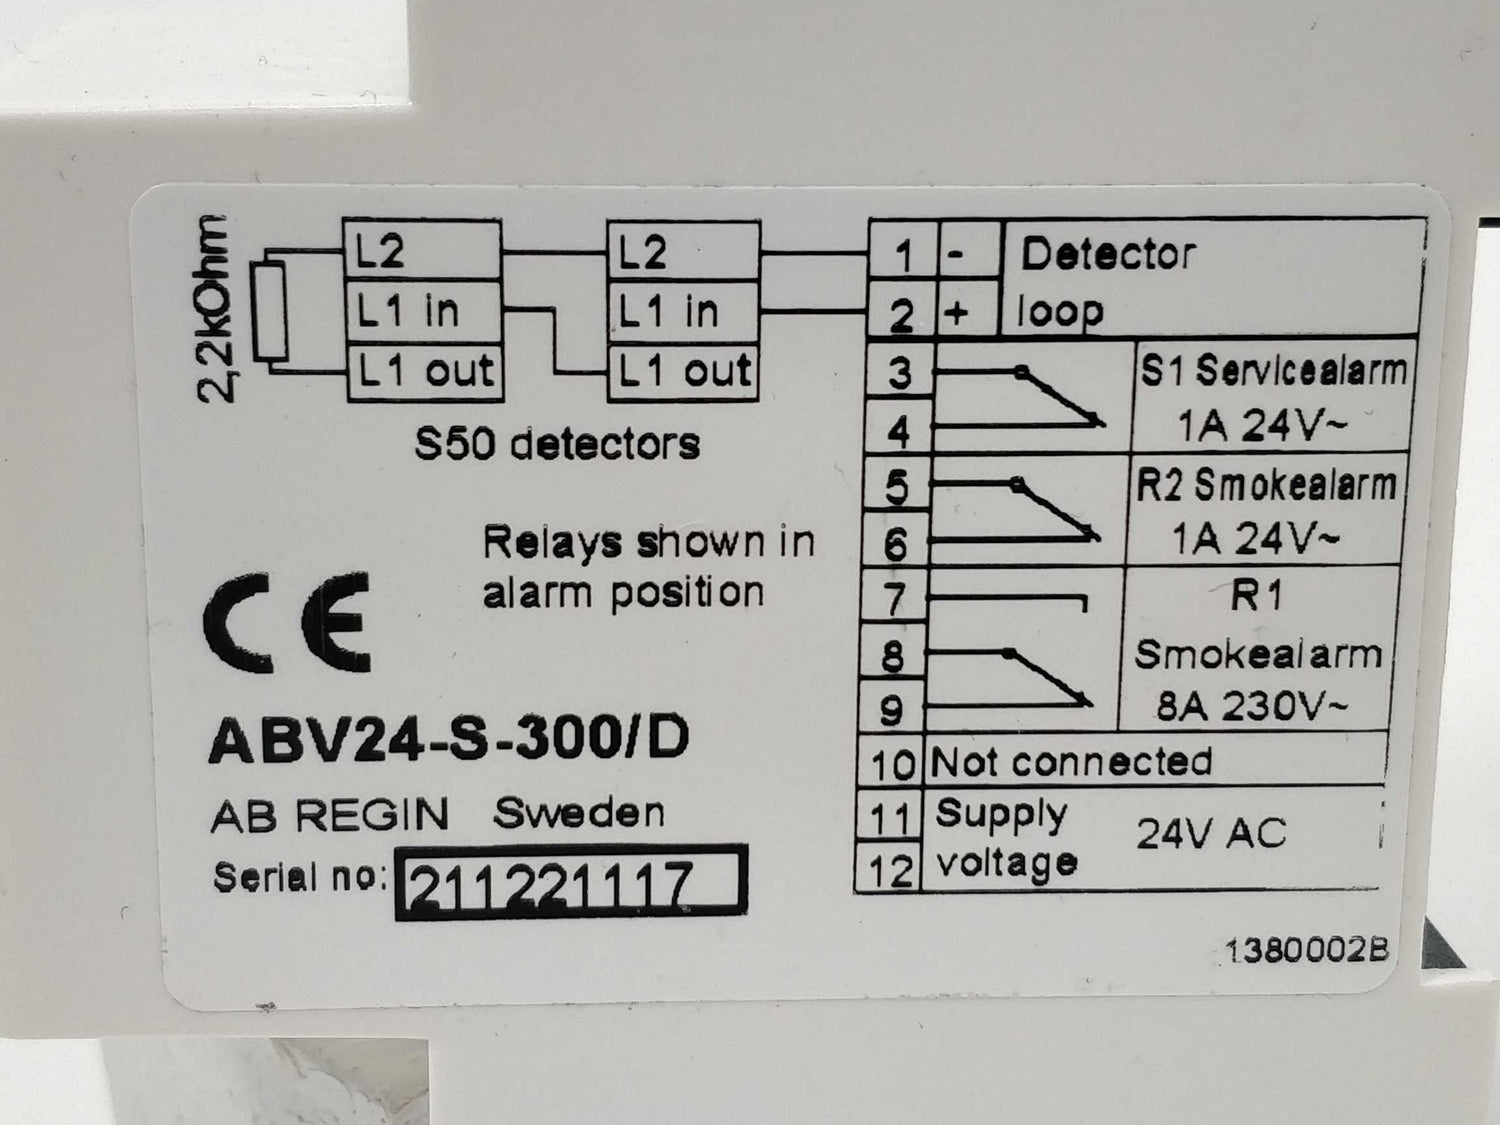 2,2kOhm
L2
L1 in
L1 out
L2
L1 in
L1 out
S50 detectors
Relays shown in
alarm position
CE
ABV24-S-300/D
AB REGIN Sweden
Serial no: 211221117
1 - Detector
2 + loop
3 S1 Servicealarm
4 1A 24V~
5 R2 Smokealarm
6 1A 24V~
7 R1
8 Smokealarm
9 8A 230V~
10 Not connected
11 Supply
12 voltage
24V AC
1380002B